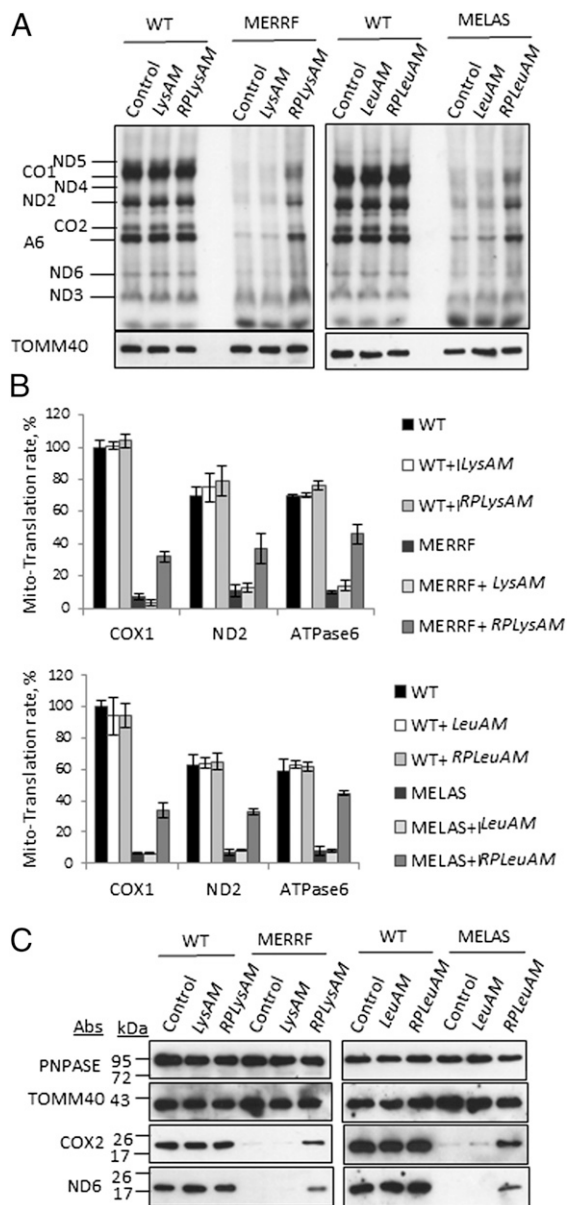 A
WT MERRF WT MELAS
Control LysAM RPLysAM Control LysAM RPLysAM Control LeuAM RPLeuAM Control LeuAM RPLeuAM
ND5
CO1
ND4
ND2
CO2
A6
ND6
ND3
TOMM40
B
Mito-Translation rate, %
120
100
80
60
40
20
0
COX1 ND2 ATPase6
WT
WT+lLysAM
WT+lRPLysAM
MERRF
MERRF+ LysAM
MERRF+ RPLysAM
Mito-Translation rate, %
120
100
80
60
40
20
0
COX1 ND2 ATPase6
WT
WT+ LeuAM
WT+ RPLeuAM
MELAS
MELAS+lLeuAM
MELAS+lRPLeuAM
C
WT MERRF WT MELAS
Control LysAM RPLysAM Control LysAM RPLysAM Control LeuAM RPLeuAM Control LeuAM RPLeuAM
Abs kDa
PNPASE 95
72
TOMM40 43
COX2 26
17
ND6 26
17